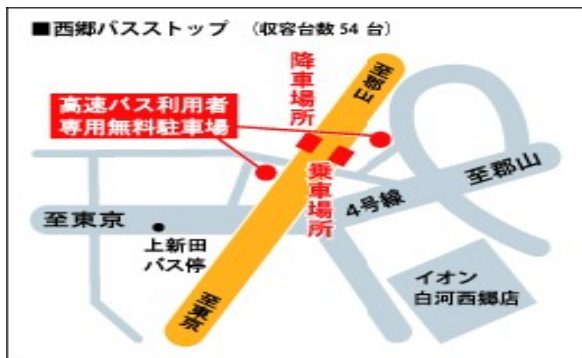 ■西郷バスストップ （収容台数54台）
高速バス利用者
専用無料駐車場
降車場所
至郡山
乗車場所
4号線
至郡山
至東京
上新田
バス停
至東京
イオン
白河西郷店